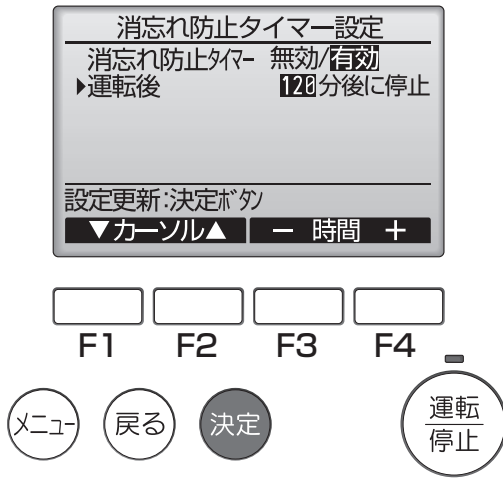 消忘れ防止タイマー設定
消忘れ防止ﾀｲﾏｰ 無効/有効
▶運転後 120分後に停止
設定更新:決定ﾎﾞﾀﾝ
▼カーソル▲ － 時間 ＋
F1 F2 F3 F4
メニュー 戻る 決定 運転
停止